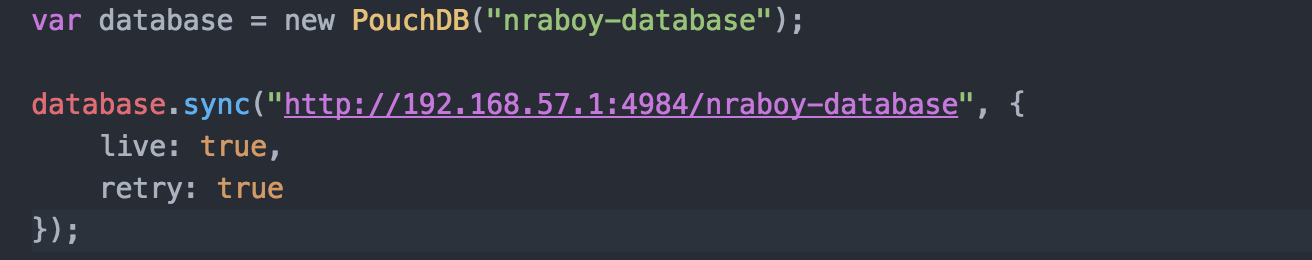 var database = new PouchDB("nraboy-database");
database.sync("http://192.168.57.1:4984/nraboy-database", {
    live: true,
    retry: true
});